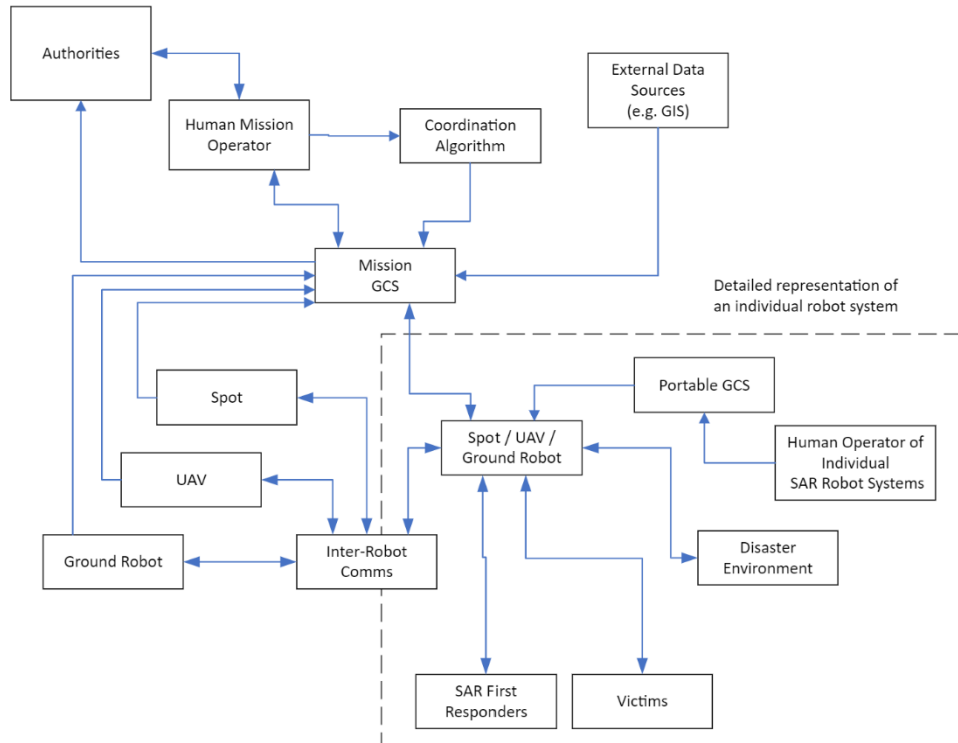 Authorities
External Data
Sources
(e.g. GIS)
Human Mission
Operator
Coordination
Algorithm
Mission
GCS
Detailed representation of
an individual robot system
Spot
Portable GCS
Spot / UAV /
Ground Robot
Human Operator of
Individual
SAR Robot Systems
UAV
Ground Robot
Inter-Robot
Comms
Disaster
Environment
SAR First
Responders
Victims